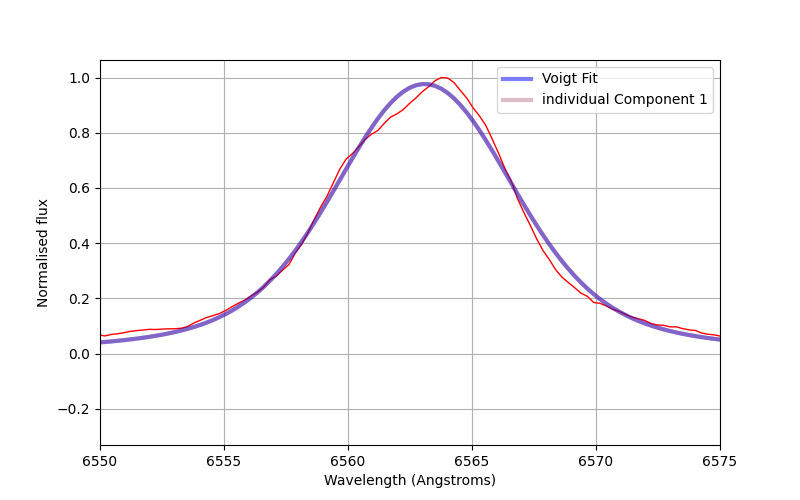 Voigt Fit
individual Component 1
Normalised flux
1.0
0.8
0.6
0.4
0.2
0.0
−0.2
6550 6555 6560 6565 6570 6575
Wavelength (Angstroms)